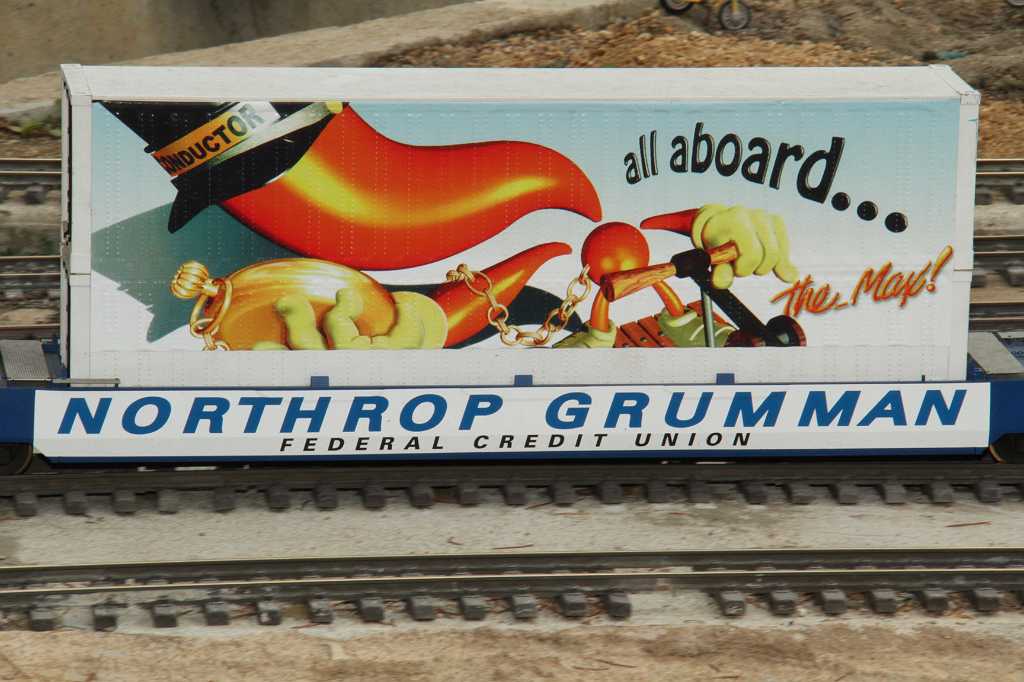 CONDUCTOR
all aboard...
the Max!
NORTHROP GRUMMAN
FEDERAL CREDIT UNION